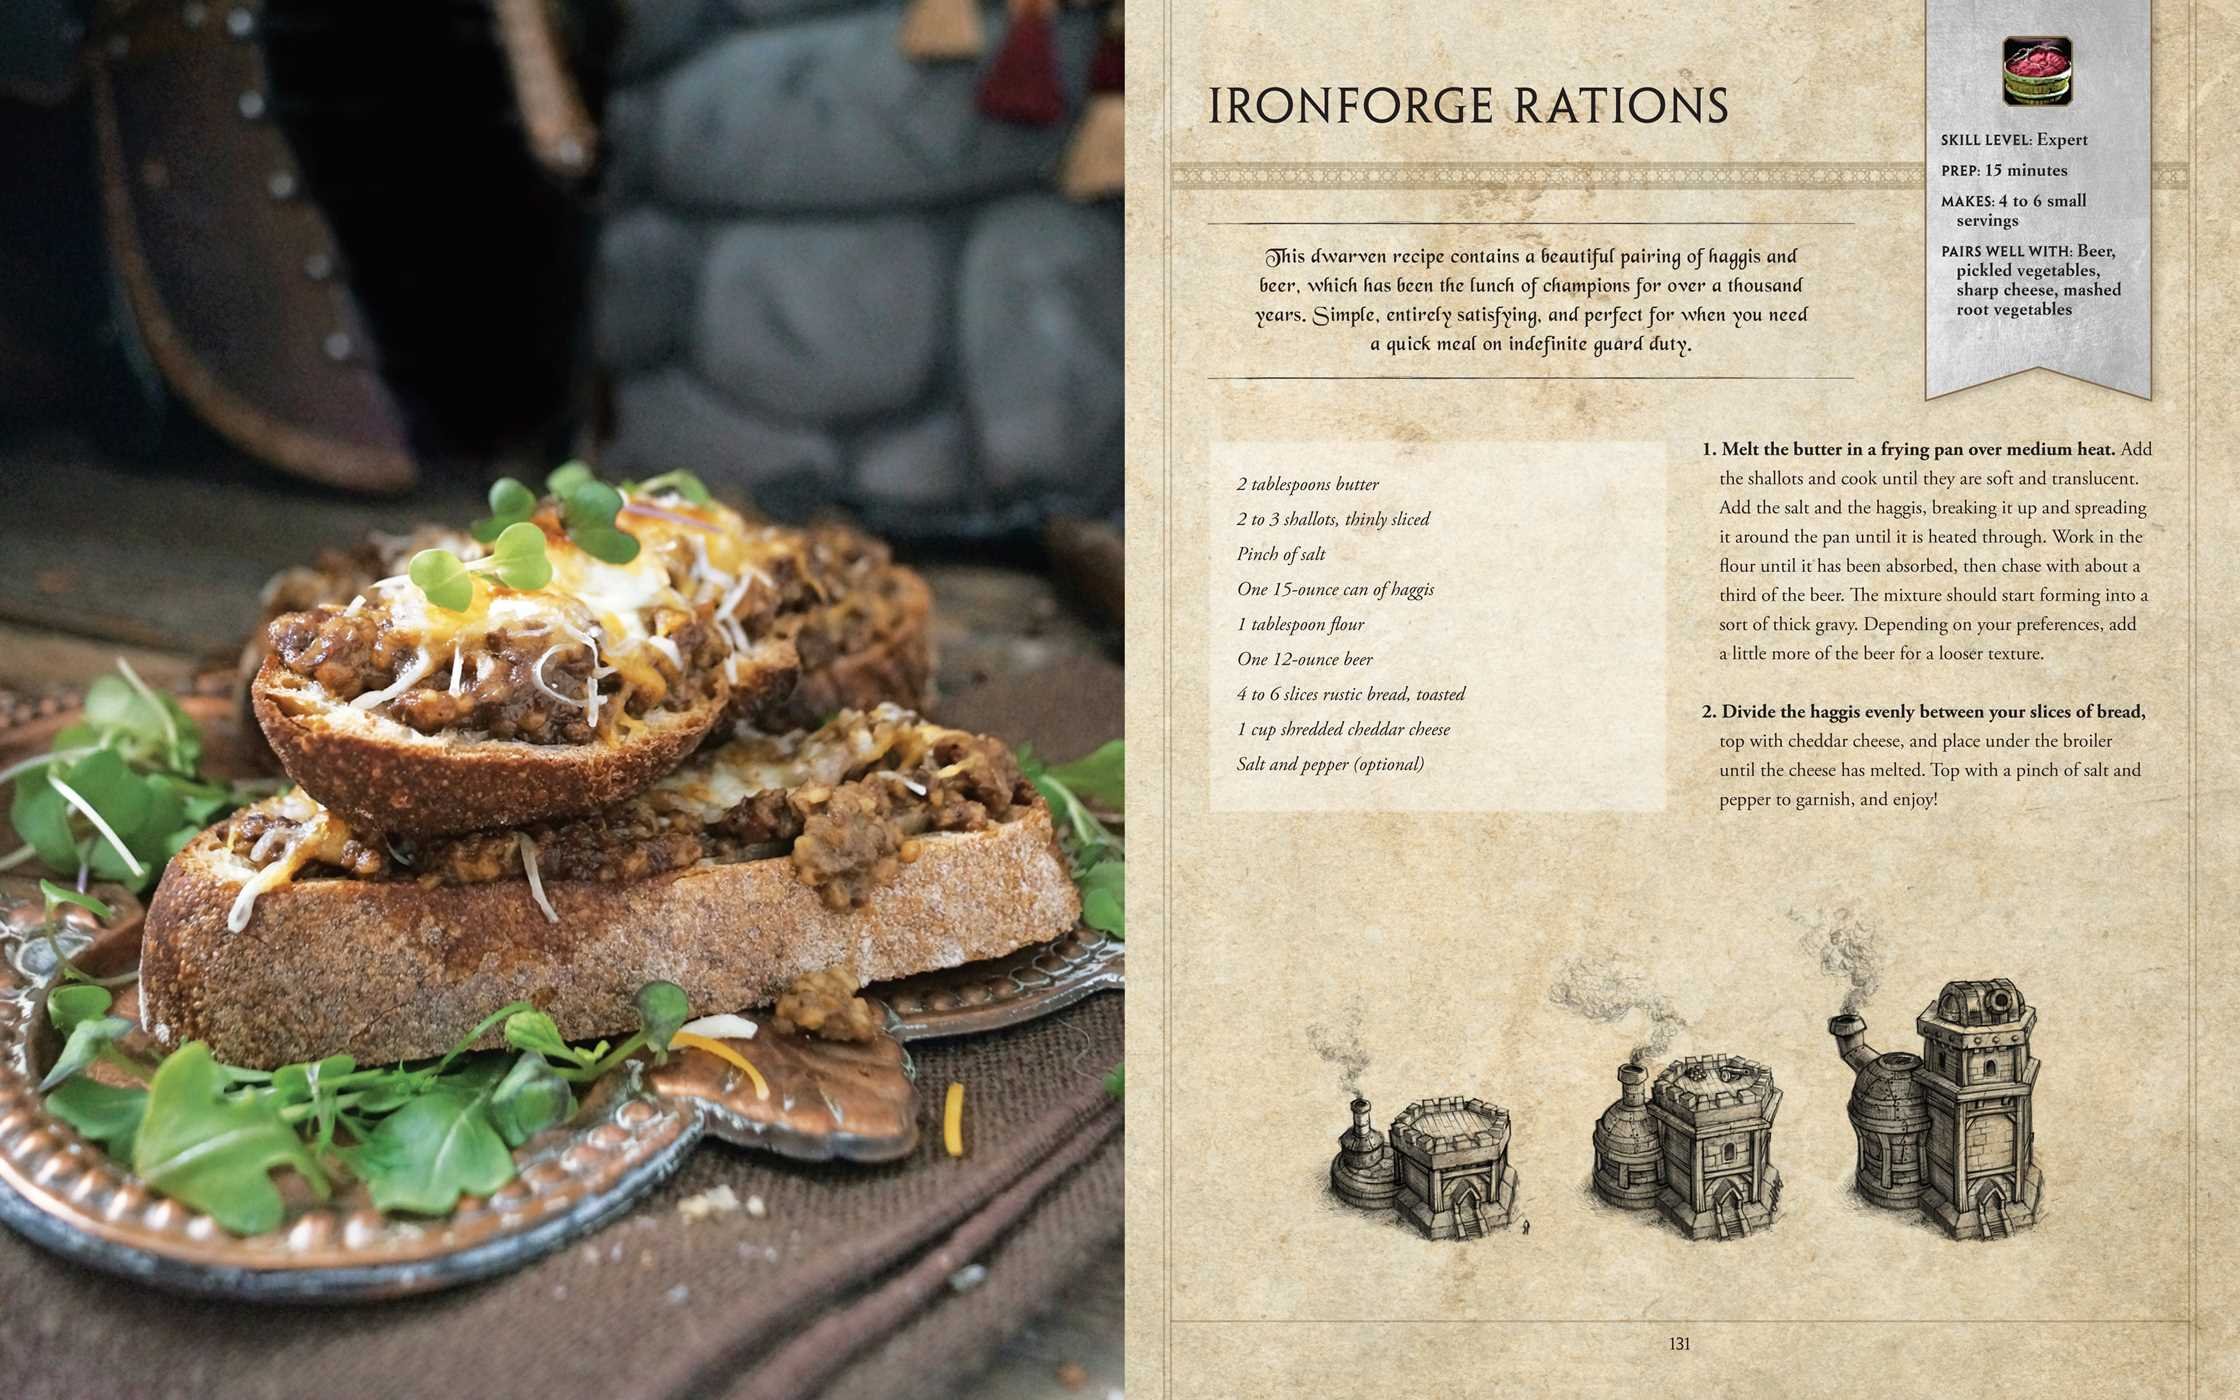 IRONFORGE RATIONS
SKILL LEVEL: Expert
PREP: 15 minutes
MAKES: 4 to 6 small
servings
PAIRS WELL WITH: Beer,
pickled vegetables,
sharp cheese, mashed
root vegetables
This dwarven recipe contains a beautiful pairing of haggis and
beer, which has been the lunch of champions for over a thousand
years. Simple, entirely satisfying, and perfect for when you need
a quick meal on indefinite guard duty.
2 tablespoons butter
2 to 3 shallots, thinly sliced
Pinch of salt
One 15-ounce can of haggis
1 tablespoon flour
One 12-ounce beer
4 to 6 slices rustic bread, toasted
1 cup shredded cheddar cheese
Salt and pepper (optional)
1. Melt the butter in a frying pan over medium heat. Add
the shallots and cook until they are soft and translucent.
Add the salt and the haggis, breaking it up and spreading
it around the pan until it is heated through. Work in the
flour until it has been absorbed, then chase with about a
third of the beer. The mixture should start forming into a
sort of thick gravy. Depending on your preferences, add
a little more of the beer for a looser texture.
2. Divide the haggis evenly between your slices of bread,
top with cheddar cheese, and place under the broiler
until the cheese has melted. Top with a pinch of salt and
pepper to garnish, and enjoy!
131